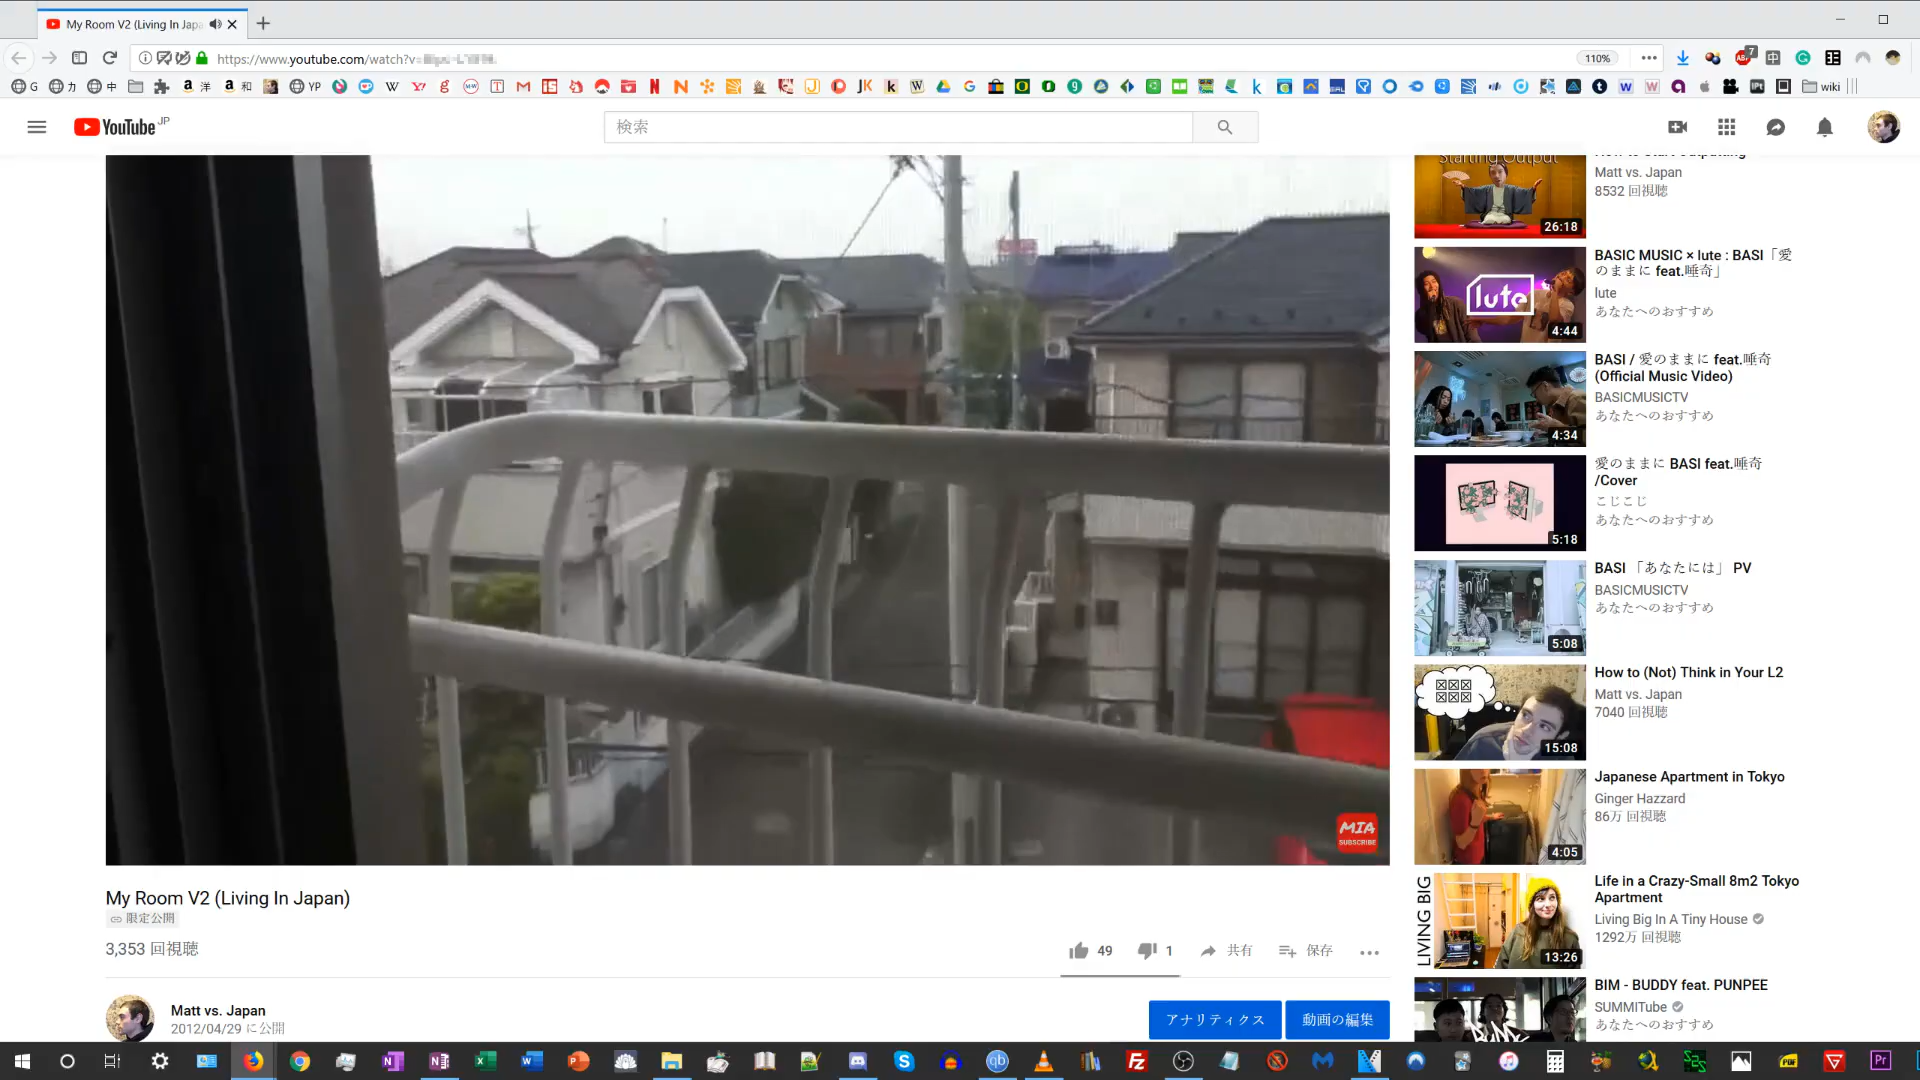 My Room V2 (Living In Japa
https://www.youtube.com/watch?v=
110%
7
G
力
中
洋
和
YP
wiki
YouTube JP
検索
Starting Output
Matt vs. Japan
8532 回視聴
26:18
BASIC MUSIC × lute : BASI「愛
のままに feat.唾奇」
lute
あなたへのおすすめ
lute
4:44
BASI / 愛のままに feat.唾奇
(Official Music Video)
BASICMUSICTV
あなたへのおすすめ
4:34
愛のままに BASI feat.唾奇
/Cover
こじこじ
あなたへのおすすめ
5:18
BASI 「あなたには」 PV
BASICMUSICTV
あなたへのおすすめ
5:08
How to (Not) Think in Your L2
Matt vs. Japan
7040 回視聴
15:08
Japanese Apartment in Tokyo
Ginger Hazzard
86万 回視聴
4:05
Life in a Crazy-Small 8m2 Tokyo
Apartment
Living Big In A Tiny House
1292万 回視聴
LIVING BIG
13:26
BIM - BUDDY feat. PUNPEE
SUMMITube
あなたへのおすすめ
MIA
SUBSCRIBE
My Room V2 (Living In Japan)
限定公開
3,353 回視聴
49
1
共有
保存
Matt vs. Japan
2012/04/29 に公開
アナリティクス
動画の編集